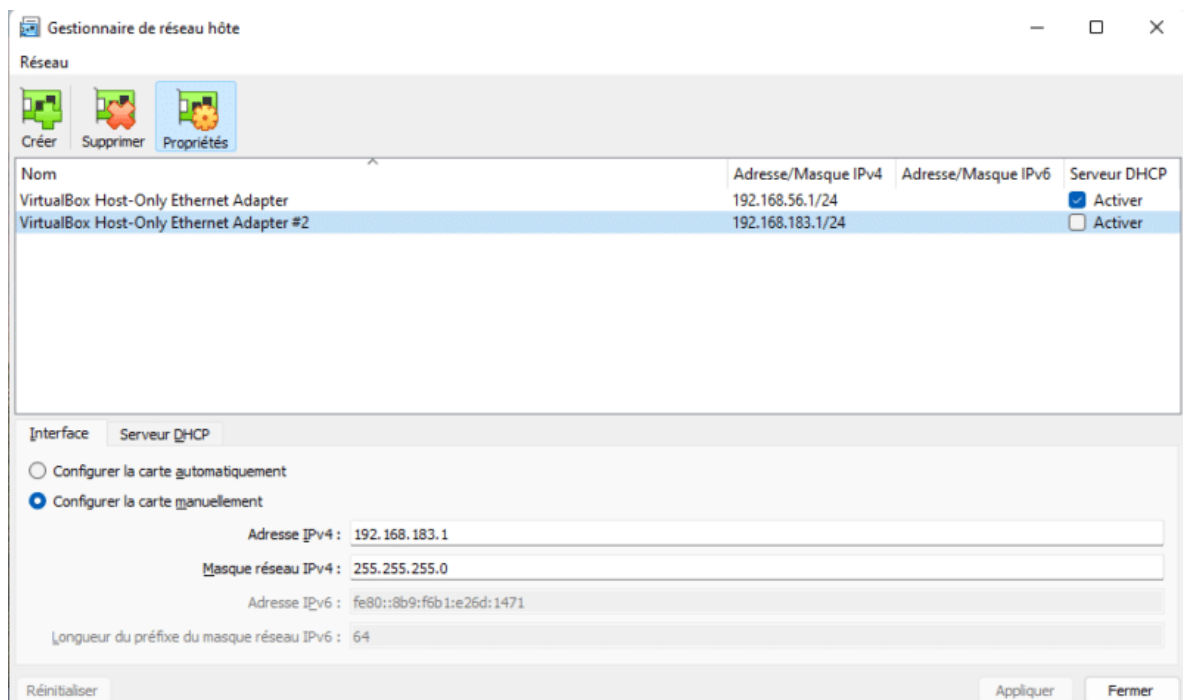 Gestionnaire de réseau hôte
Réseau
Créer Supprimer Propriétés
Nom Adresse/Masque IPv4 Adresse/Masque IPv6 Serveur DHCP
VirtualBox Host-Only Ethernet Adapter 192.168.56.1/24 Activer
VirtualBox Host-Only Ethernet Adapter #2 192.168.183.1/24 Activer
Interface Serveur DHCP
Configurer la carte automatiquement
Configurer la carte manuellement
Adresse IPv4 : 192.168.183.1
Masque réseau IPv4 : 255.255.255.0
Adresse IPv6 : fe80::8b9:f6b1:e26d:1471
Longueur du préfixe du masque réseau IPv6 : 64
Réinitialiser Appliquer Fermer